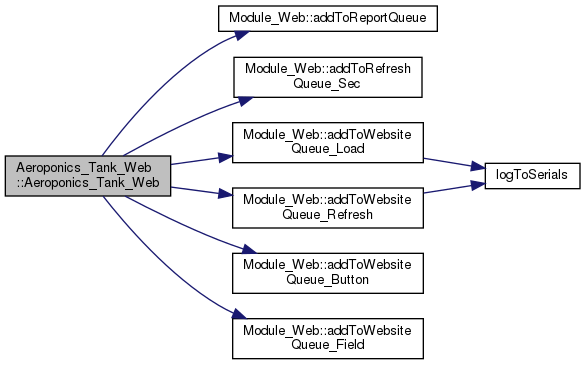 Module_Web::addToReportQueue
Module_Web::addToRefresh
Queue_Sec
Module_Web::addToWebsite
Queue_Load
Aeroponics_Tank_Web
::Aeroponics_Tank_Web
logToSerials
Module_Web::addToWebsite
Queue_Refresh
Module_Web::addToWebsite
Queue_Button
Module_Web::addToWebsite
Queue_Field